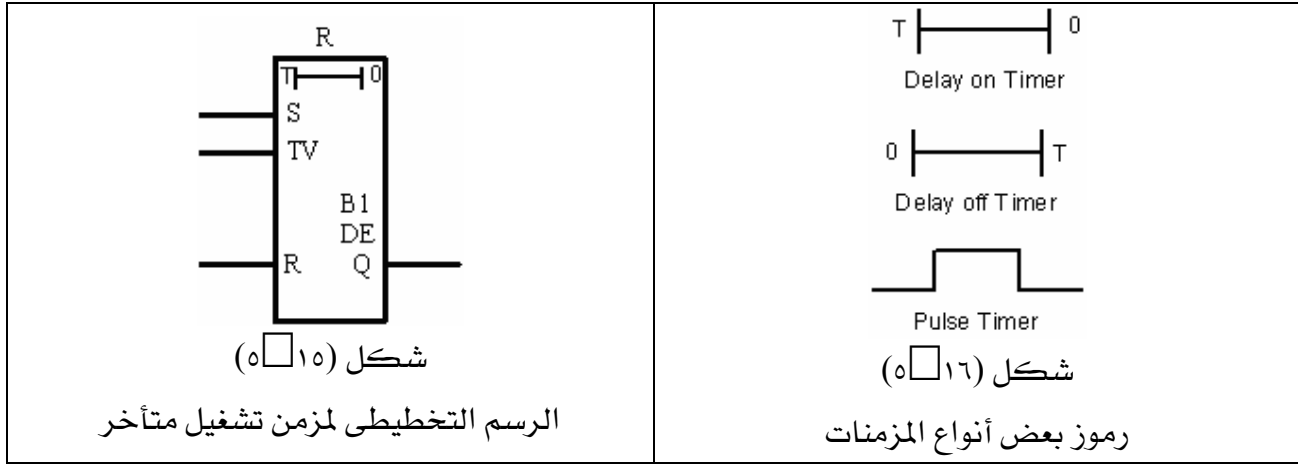 R
T 0
S
TV
B1
DE
R Q
شكل (١٥□٥)
الرسم التخطيطى لمزمن تشغيل متأخر
T 0
Delay on Timer
0 T
Delay off Timer
Pulse Timer
شكل (١٦□٥)
رموز بعض أنواع المزمنات